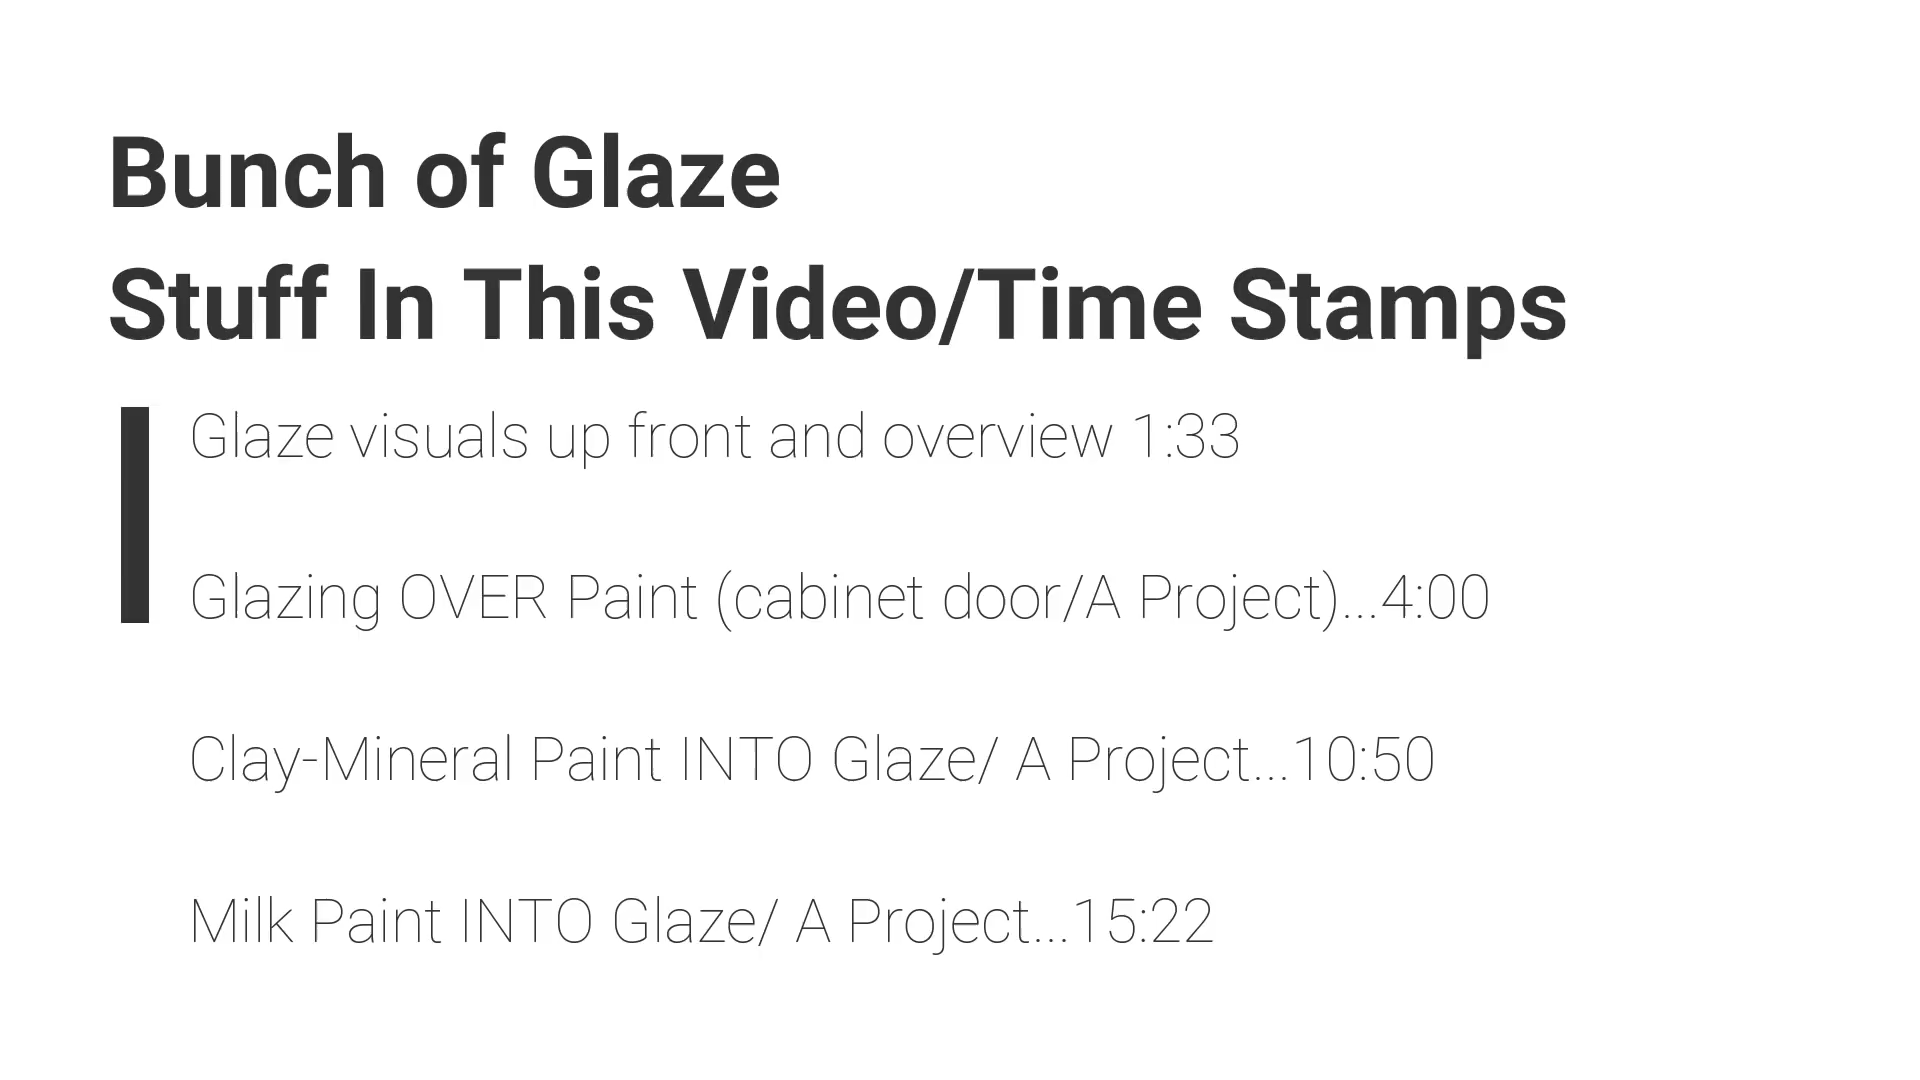 Bunch of Glaze
Stuff In This Video/Time Stamps
Glaze visuals up front and overview 1:33
Glazing OVER Paint (cabinet door/A Project)...4:00
Clay-Mineral Paint INTO Glaze/ A Project...10:50
Milk Paint INTO Glaze/ A Project...15:22